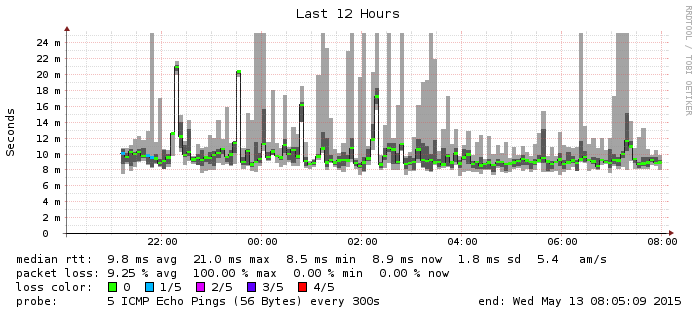 Last 12 Hours
RRDTOOL / TOBI OETIKER
Seconds
24 m
22 m
20 m
18 m
16 m
14 m
12 m
10 m
8 m
6 m
4 m
2 m
0
22:00 00:00 02:00 04:00 06:00 08:00
median rtt: 9.8 ms avg 21.0 ms max 8.5 ms min 8.9 ms now 1.8 ms sd 5.4 am/s
packet loss: 9.25 % avg 100.00 % max 0.00 % min 0.00 % now
loss color: 0 1/5 2/5 3/5 4/5
probe: 5 ICMP Echo Pings (56 Bytes) every 300s end: Wed May 13 08:05:09 2015